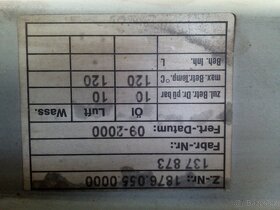 Z.-Nr.: 1876.055.0000
137 873
Fabr.-Nr.:
Fert.-Datum: 09-2000
Öl Luft Wass.
zul. Betr. Dr. pü bar 10 10
max. Betr. Temp. °C 120 120
Beh. Inh. L